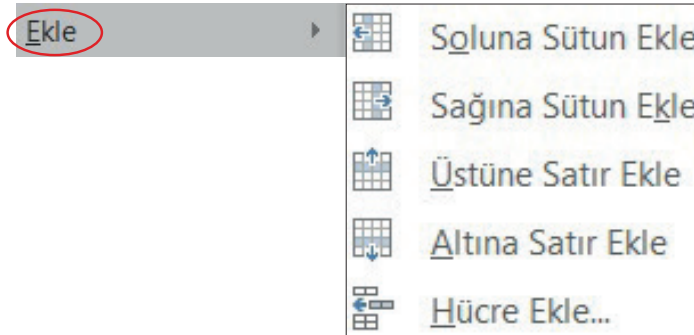 Ekle
Soluna Sütun Ekle
Sağına Sütun Ekle
Üstüne Satır Ekle
Altına Satır Ekle
Hücre Ekle...